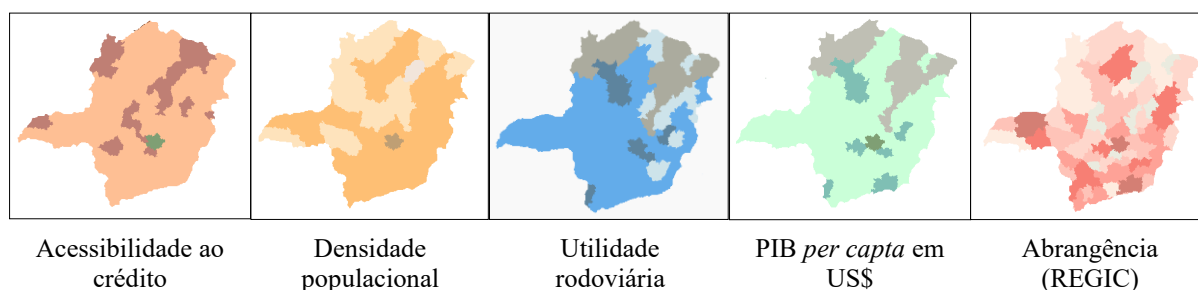 Acessibilidade ao
crédito
Densidade
populacional
Utilidade
rodoviária
PIB per capta em
US$
Abrangência
(REGIC)